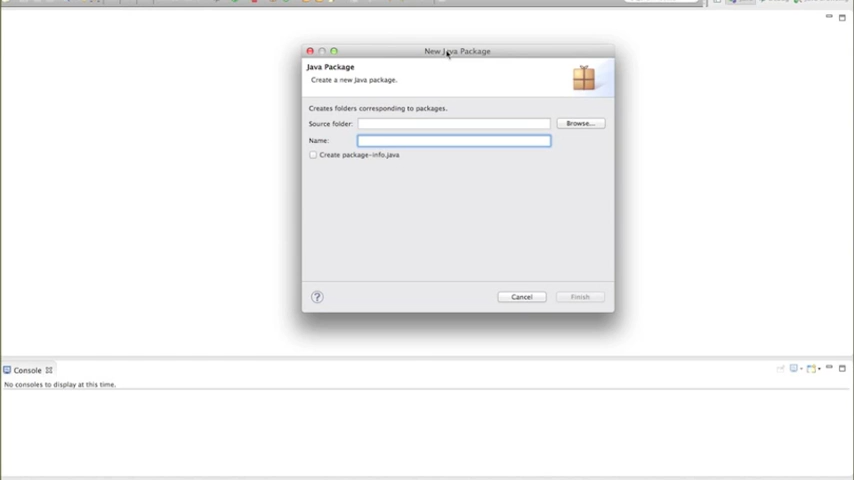 New Java Package
Java Package
Create a new Java package.
Creates folders corresponding to packages.
Source folder:
Browse...
Name:
Create package-info.java
?
Cancel
Finish
Console
No consoles to display at this time.